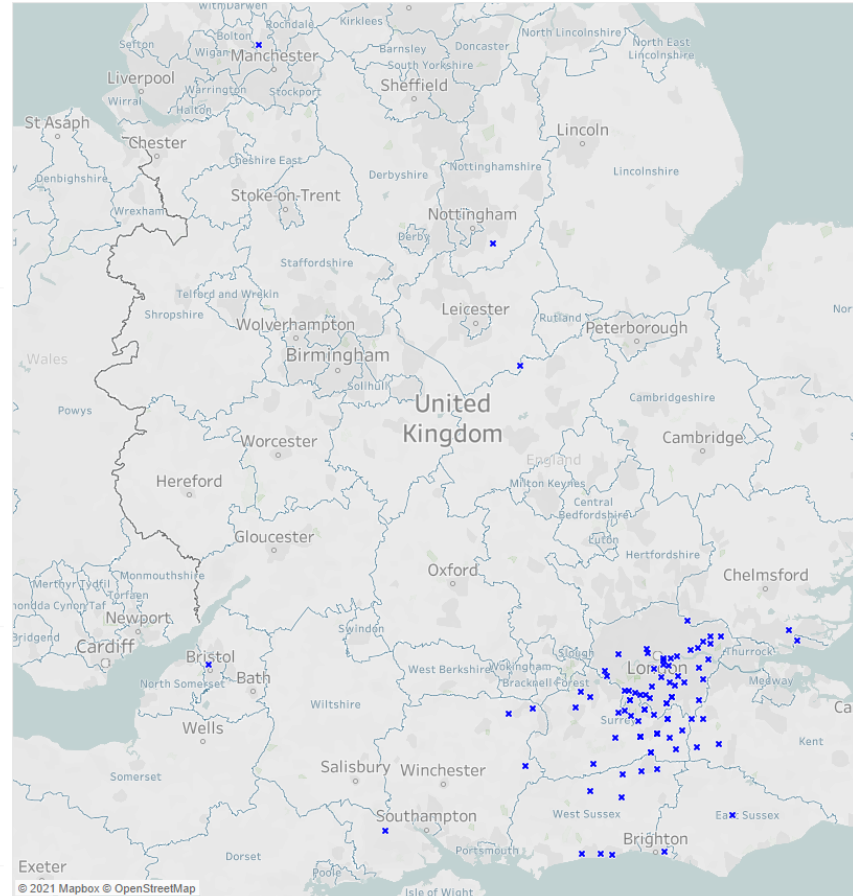 Rochdale
Kirklees
Bolton
Sefton
Wigan
Manchester
Barnsley
Doncaster
North Lincolnshire
North East
Lincolnshire
South Yorkshire
Liverpool
Warrington
Stockport
Sheffield
Wirral
Halton
St Asaph
Chester
Lincoln
Cheshire East
Nottinghamshire
Denbighshire
Derbyshire
Lincolnshire
Stoke-on-Trent
Wrexham
Nottingham
Derby
Staffordshire
Telford and Wrekin
Shropshire
Leicester
Rutland
Wolverhampton
Peterborough
Birmingham
Wales
Solihull
United
Kingdom
Cambridgeshire
Powys
Worcester
Cambridge
England
Hereford
Milton Keynes
Central
Bedfordshire
Gloucester
Luton
Hertfordshire
Monmouthshire
Oxford
Chelmsford
Merthyr Tydfil
Torfaen
Newport
Swindon
Bridgend
Cardiff
Bristol
Slough
London
Thurrock
West Berkshire
Wokingham
Bracknell Forest
North Somerset
Bath
Medway
Wiltshire
Surrey
Wells
Kent
Somerset
Salisbury
Winchester
Southampton
West Sussex
East Sussex
Dorset
Portsmouth
Brighton
Exeter
Poole
Isle of Wight
© 2021 Mapbox © OpenStreetMap